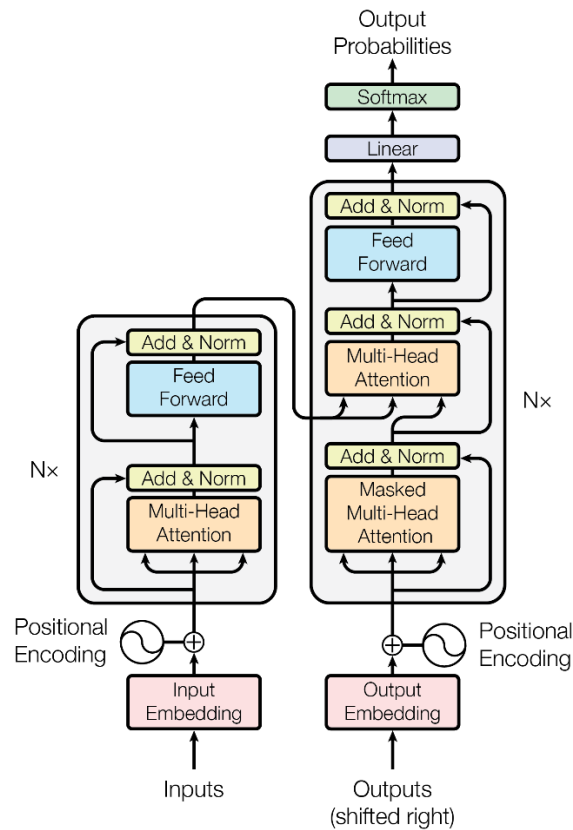 Output
Probabilities
Softmax
Linear
Add & Norm
Feed
Forward
Add & Norm
Multi-Head
Attention
Add & Norm
Masked
Multi-Head
Attention
N×
Positional
Encoding
Output
Embedding
Outputs
(shifted right)
Add & Norm
Feed
Forward
Add & Norm
Multi-Head
Attention
N×
Positional
Encoding
Input
Embedding
Inputs